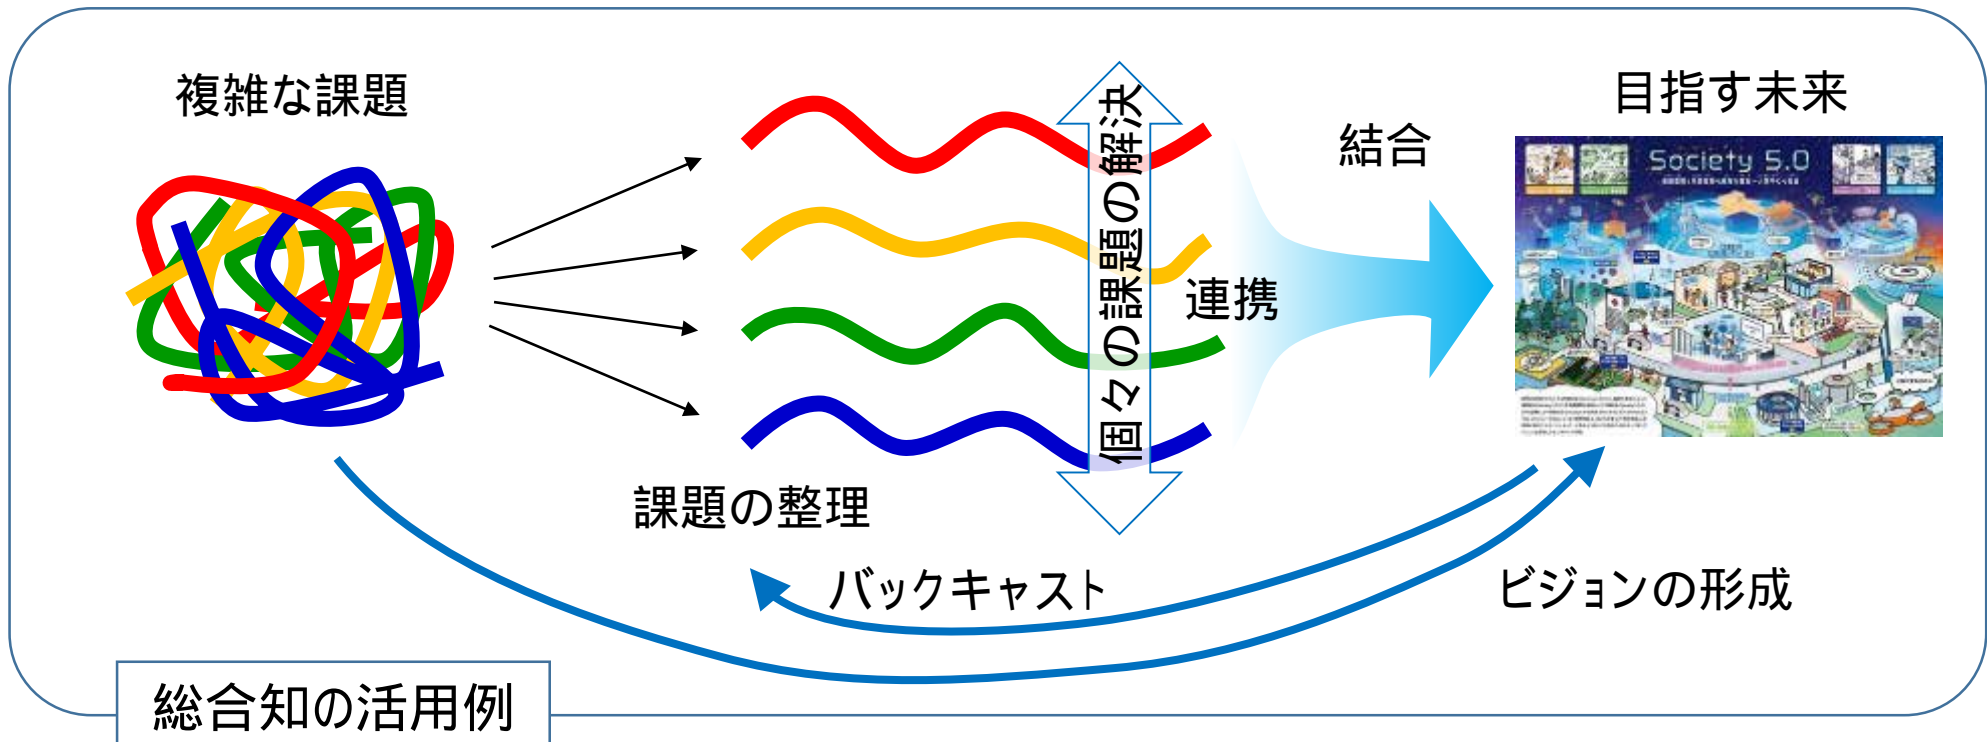 複雑な課題
目指す未来
結合
Society 5.0
個々の課題の解決
連携
課題の整理
バックキャスト
ビジョンの形成
総合知の活用例